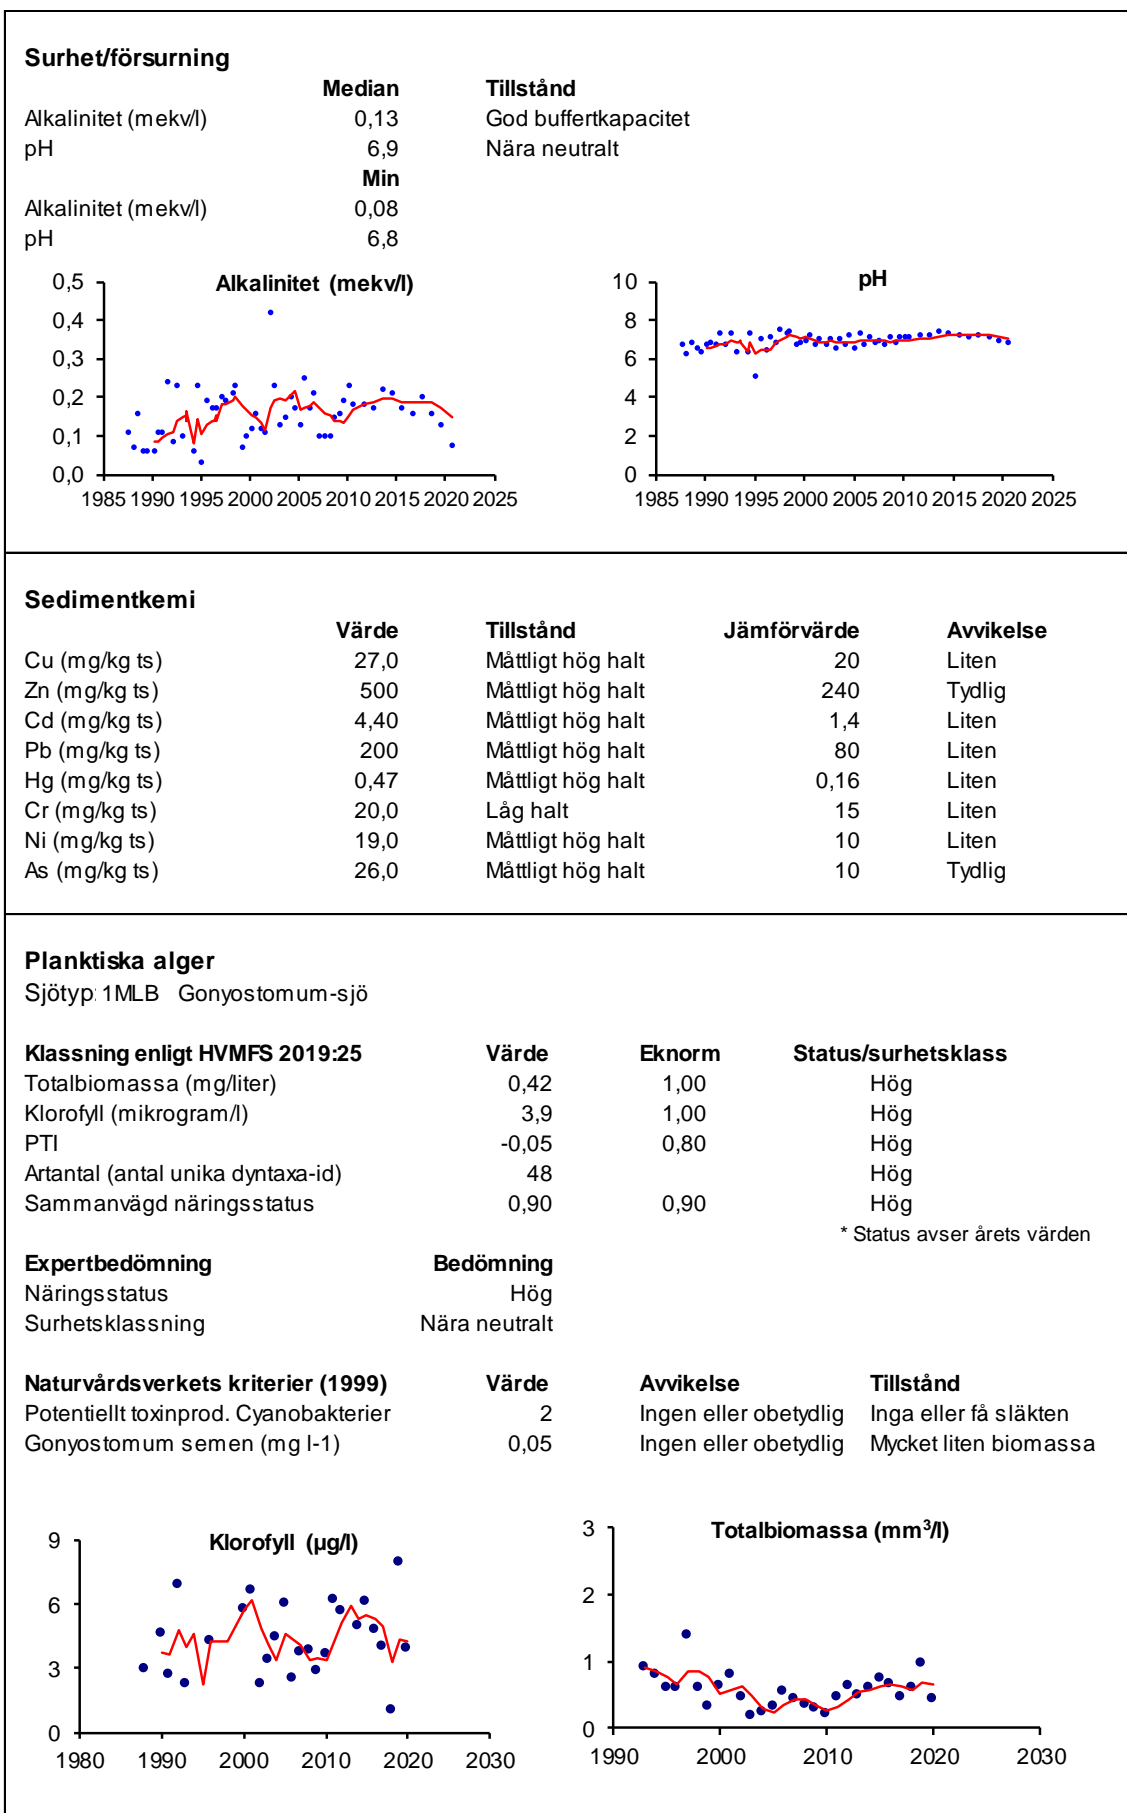 Surhet/försurning
Median Tillstånd
Alkalinitet (mekv/l) 0,13 God buffertkapacitet
pH 6,9 Nära neutralt
Min
Alkalinitet (mekv/l) 0,08
pH 6,8
Alkalinitet (mekv/l)
0,5
0,4
0,3
0,2
0,1
0,0
1985 1990 1995 2000 2005 2010 2015 2020 2025
pH
10
8
6
4
2
0
1985 1990 1995 2000 2005 2010 2015 2020 2025
Sedimentkemi
Värde Tillstånd Jämförvärde Avvikelse
Cu (mg/kg ts) 27,0 Måttligt hög halt 20 Liten
Zn (mg/kg ts) 500 Måttligt hög halt 240 Tydlig
Cd (mg/kg ts) 4,40 Måttligt hög halt 1,4 Liten
Pb (mg/kg ts) 200 Måttligt hög halt 80 Liten
Hg (mg/kg ts) 0,47 Måttligt hög halt 0,16 Liten
Cr (mg/kg ts) 20,0 Låg halt 15 Liten
Ni (mg/kg ts) 19,0 Måttligt hög halt 10 Liten
As (mg/kg ts) 26,0 Måttligt hög halt 10 Tydlig
Planktiska alger
Sjötyp: 1MLB Gonyostomum-sjö
Klassning enligt HVMFS 2019:25 Värde Eknorm Status/surhetsklass
Totalbiomassa (mg/liter) 0,42 1,00 Hög
Klorofyll (mikrogram/l) 3,9 1,00 Hög
PTI -0,05 0,80 Hög
Artantal (antal unika dyntaxa-id) 48 Hög
Sammanvägd näringsstatus 0,90 0,90 Hög
* Status avser årets värden
Expertbedömning Bedömning
Näringsstatus Hög
Surhetsklassning Nära neutralt
Naturvårdsverkets kriterier (1999) Värde Avvikelse Tillstånd
Potentiellt toxinprod. Cyanobakterier 2 Ingen eller obetydlig Inga eller få släkten
Gonyostomum semen (mg l-1) 0,05 Ingen eller obetydlig Mycket liten biomassa
Klorofyll (µg/l)
9
6
3
0
1980 1990 2000 2010 2020 2030
Totalbiomassa (mm³/l)
3
2
1
0
1990 2000 2010 2020 2030